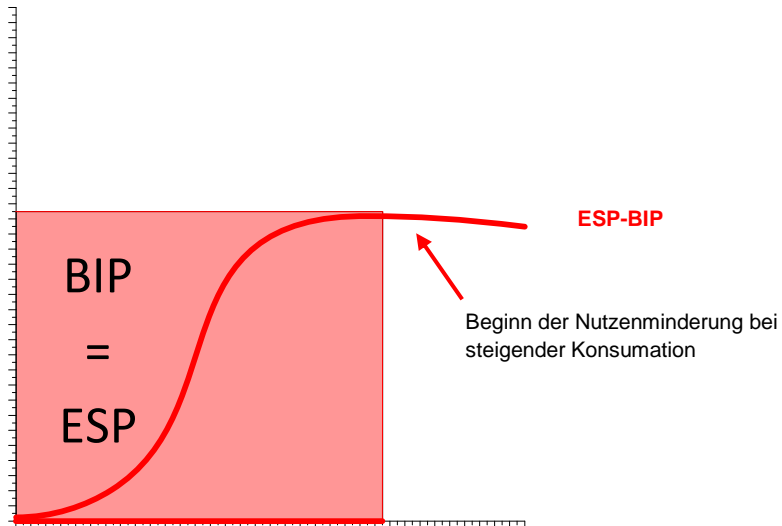 BIP
=
ESP
ESP-BIP
Beginn der Nutzenminderung bei
steigender Konsumation